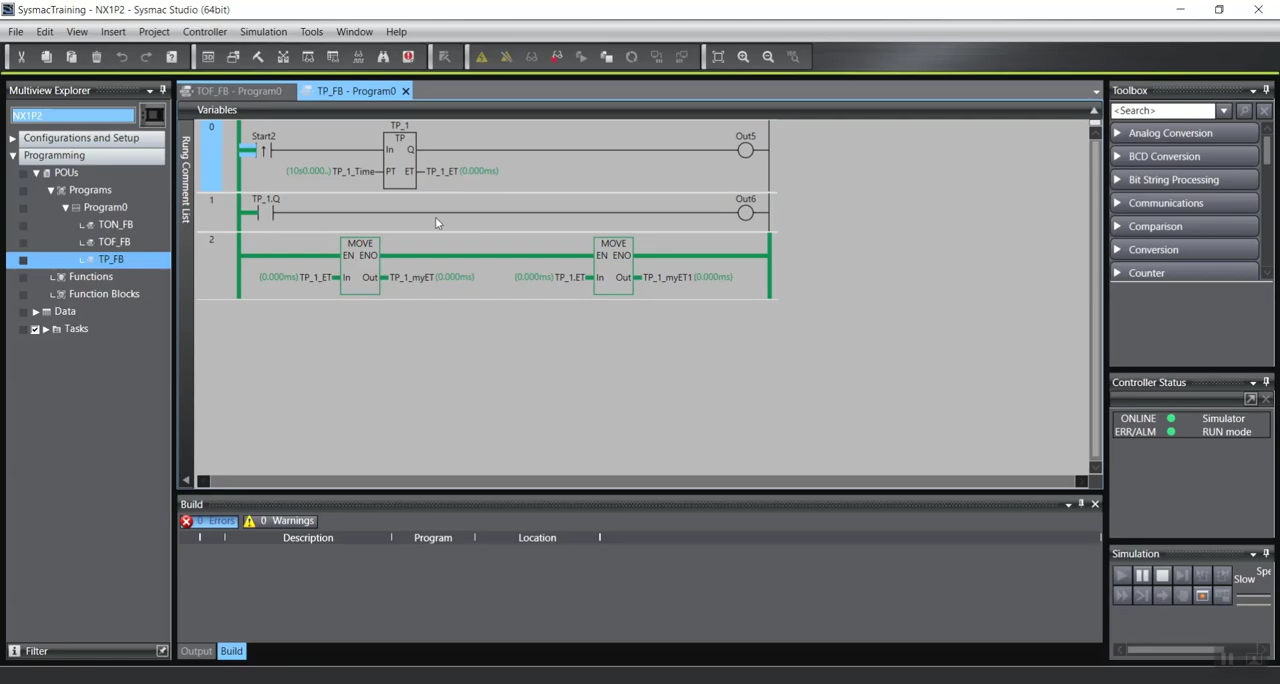 SysmacTraining - NX1P2 - Sysmac Studio (64bit)
File Edit View Insert Project Controller Simulation Tools Window Help
Multiview Explorer
NX1P2
Configurations and Setup
Programming
POUs
Programs
Program0
TON_FB
TOF_FB
TP_FB
Functions
Function Blocks
Data
Tasks
Filter
TOF_FB - Program0
TP_FB - Program0
Variables
Rung Comment List
0
Start2
TP_1
TP
In Q
Out5
(10s0.000..) TP_1_Time PT ET TP_1_ET (0.000ms)
1
TP_1.Q
Out6
2
MOVE
EN ENO
(0.000ms) TP_1_ET In Out TP_1_myET (0.000ms)
MOVE
EN ENO
(0.000ms) TP_1.ET In Out TP_1_myET1 (0.000ms)
Build
0 Errors
0 Warnings
Description Program Location
Output Build
Toolbox
<Search>
Analog Conversion
BCD Conversion
Bit String Processing
Communications
Comparison
Conversion
Counter
Controller Status
ONLINE Simulator
ERR/ALM RUN mode
Simulation
Spe
Slow